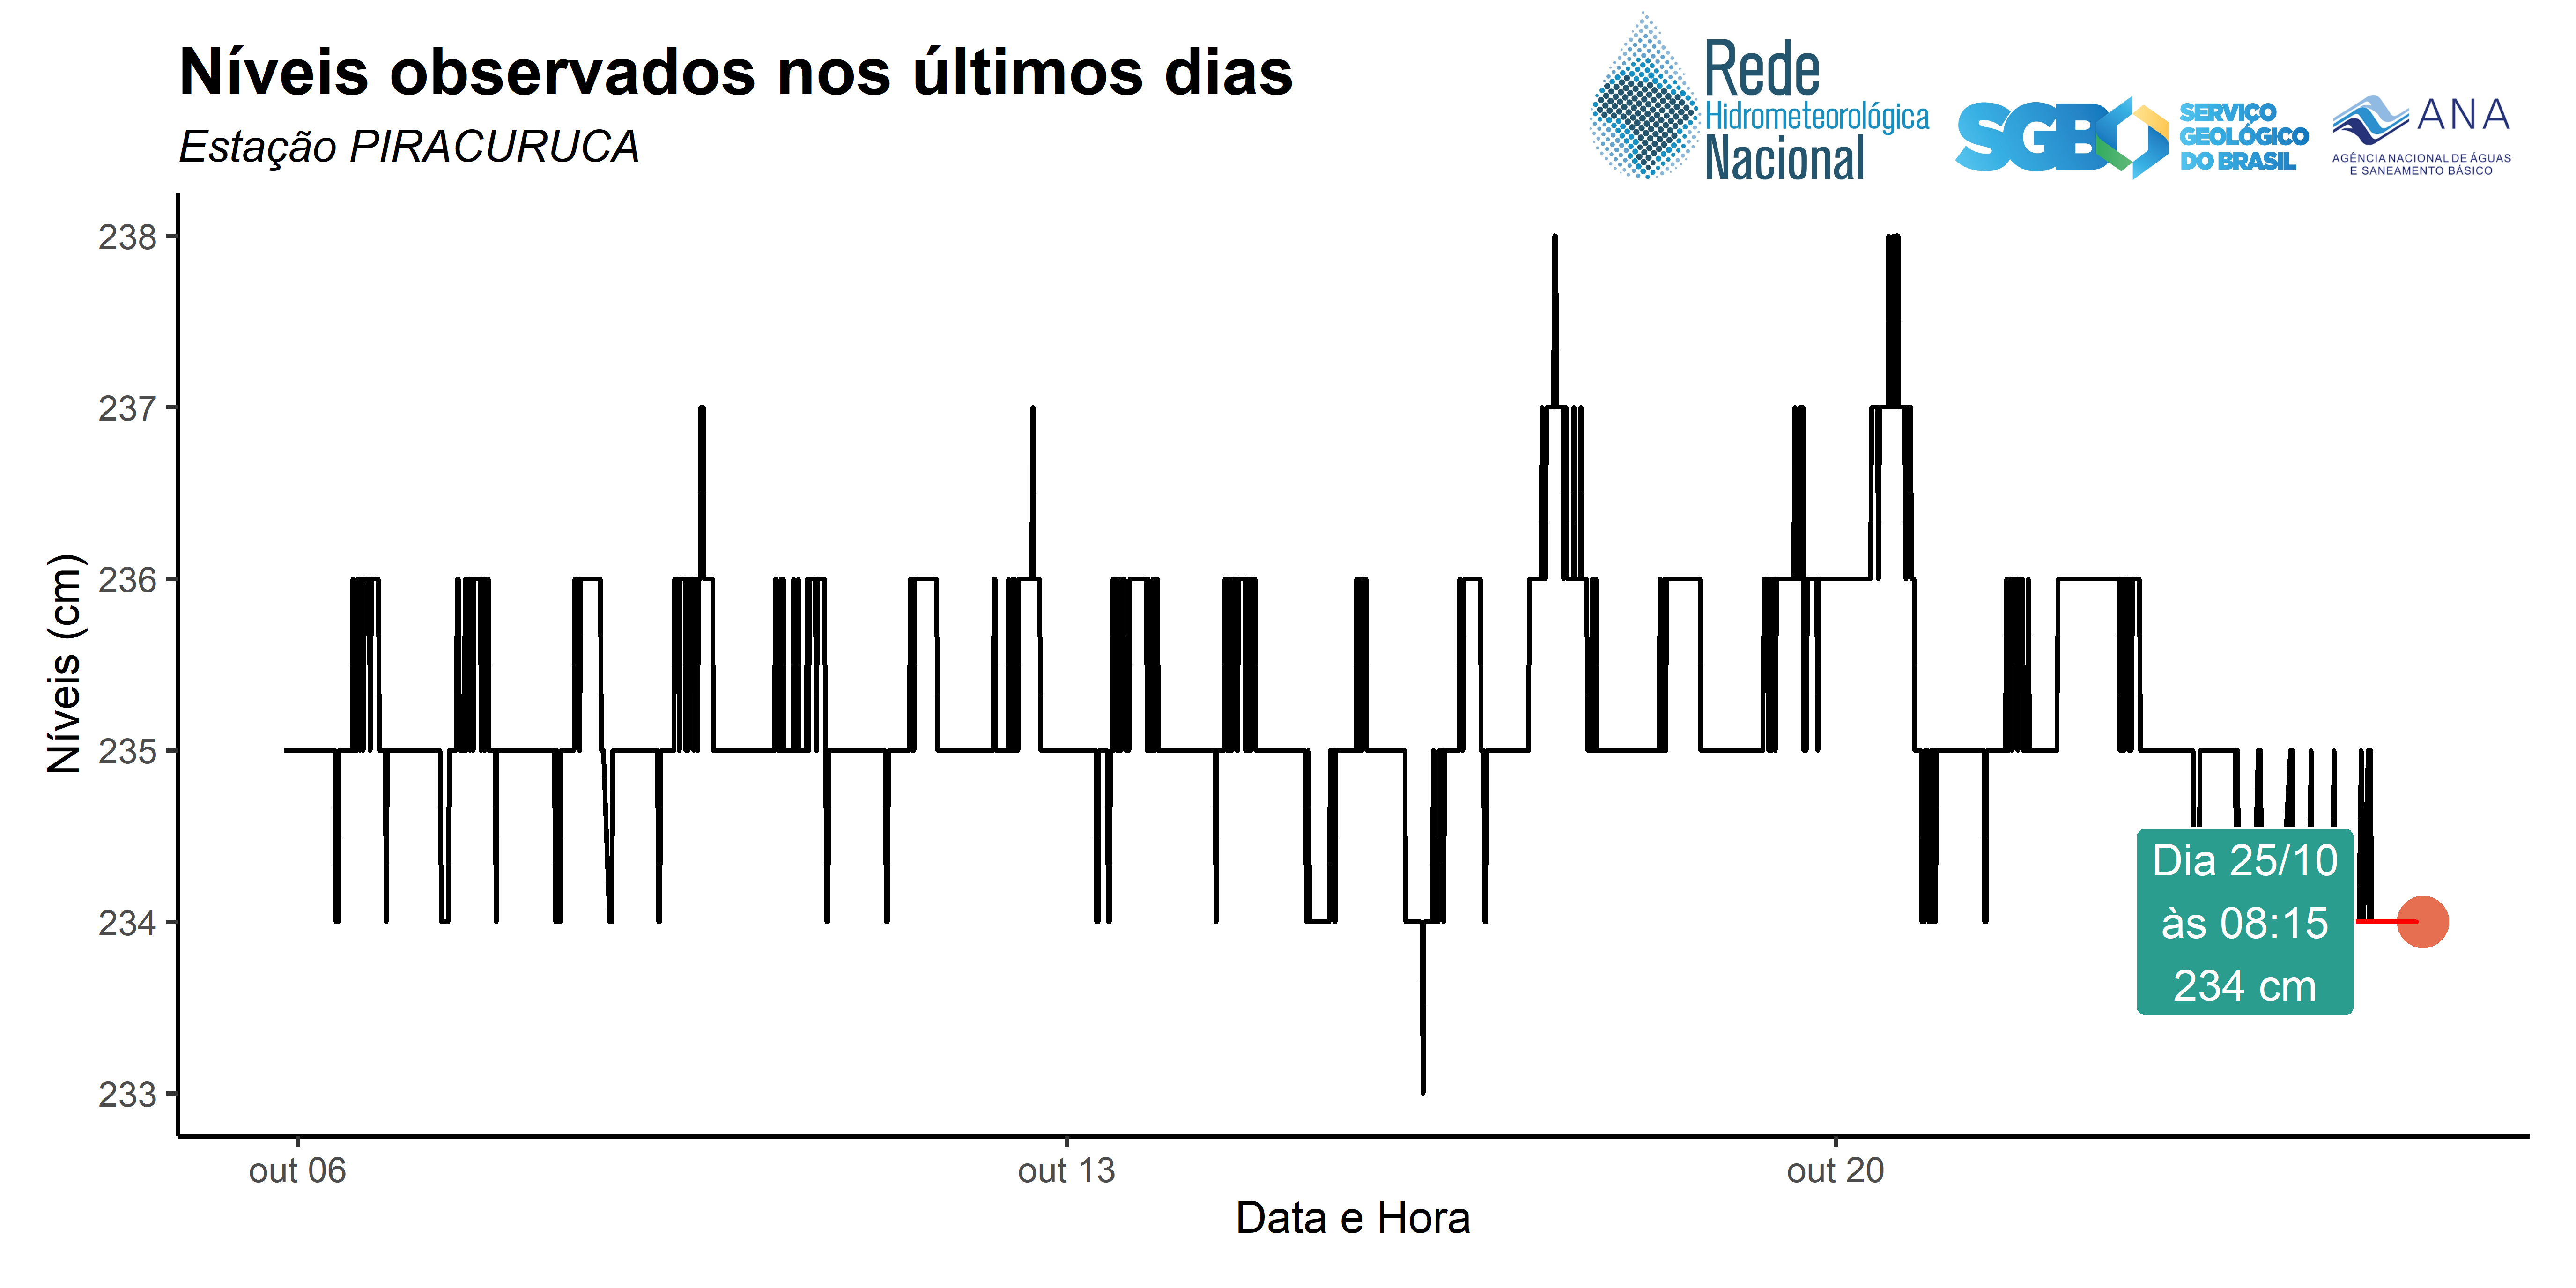 Níveis observados nos últimos dias
Estação PIRACURUCA
Rede
Hidrometeorológica
Nacional
SGB
SERVIÇO
GEOLÓGICO
DO BRASIL
ANA
AGÊNCIA NACIONAL DE ÁGUAS
E SANEAMENTO BÁSICO
Níveis (cm)
238
237
236
235
234
233
Dia 25/10
às 08:15
234 cm
out 06
out 13
out 20
Data e Hora